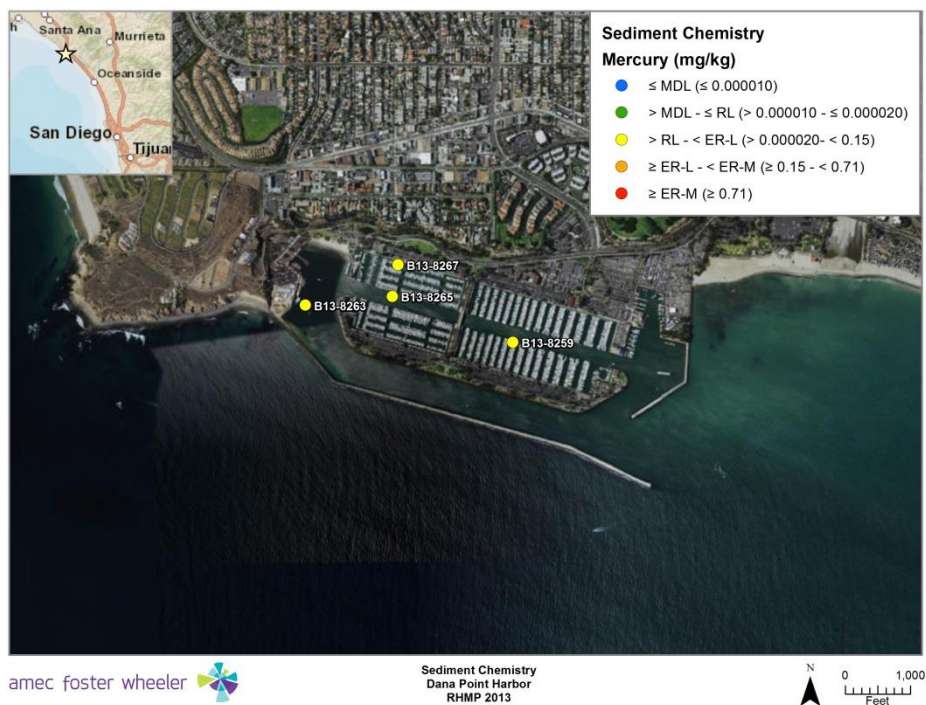 h
Santa Ana
Murrieta
Oceanside
San Diego
Tijuar
Sediment Chemistry
Mercury (mg/kg)
≤ MDL (≤ 0.000010)
> MDL - ≤ RL (> 0.000010 - ≤ 0.000020)
> RL - < ER-L (> 0.000020- < 0.15)
≥ ER-L - < ER-M (≥ 0.15 - < 0.71)
≥ ER-M (≥ 0.71)
B13-8267
B13-8265
B13-8263
B13-8259
amec foster wheeler
Sediment Chemistry
Dana Point Harbor
RHMP 2013
N
0 1,000
Feet